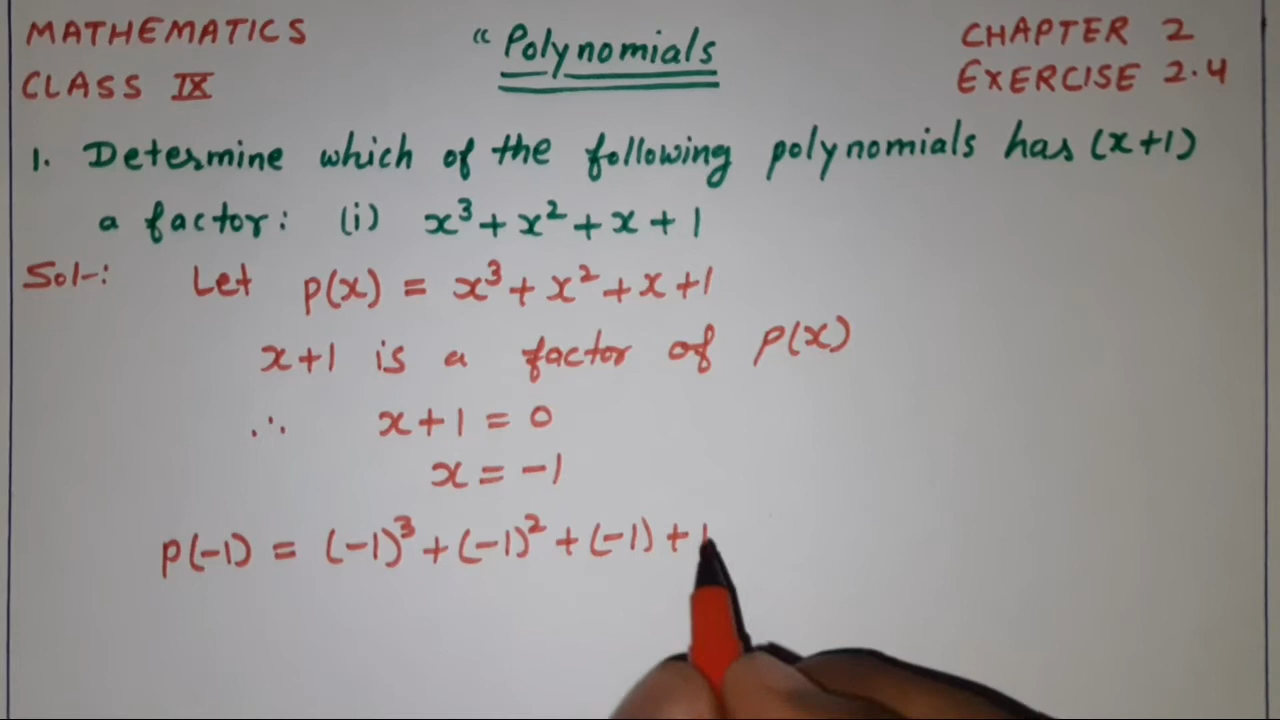 MATHEMATICS
CLASS IX
“Polynomials
CHAPTER 2
EXERCISE 2.4
1. Determine which of the following polynomials has (x+1)
a factor: (i) x³+x²+x+1
Sol-: Let p(x) = x³+x²+x+1
x+1 is a factor of p(x)
∴ x+1 = 0
x = -1
p(-1) = (-1)³+(-1)²+(-1)+1